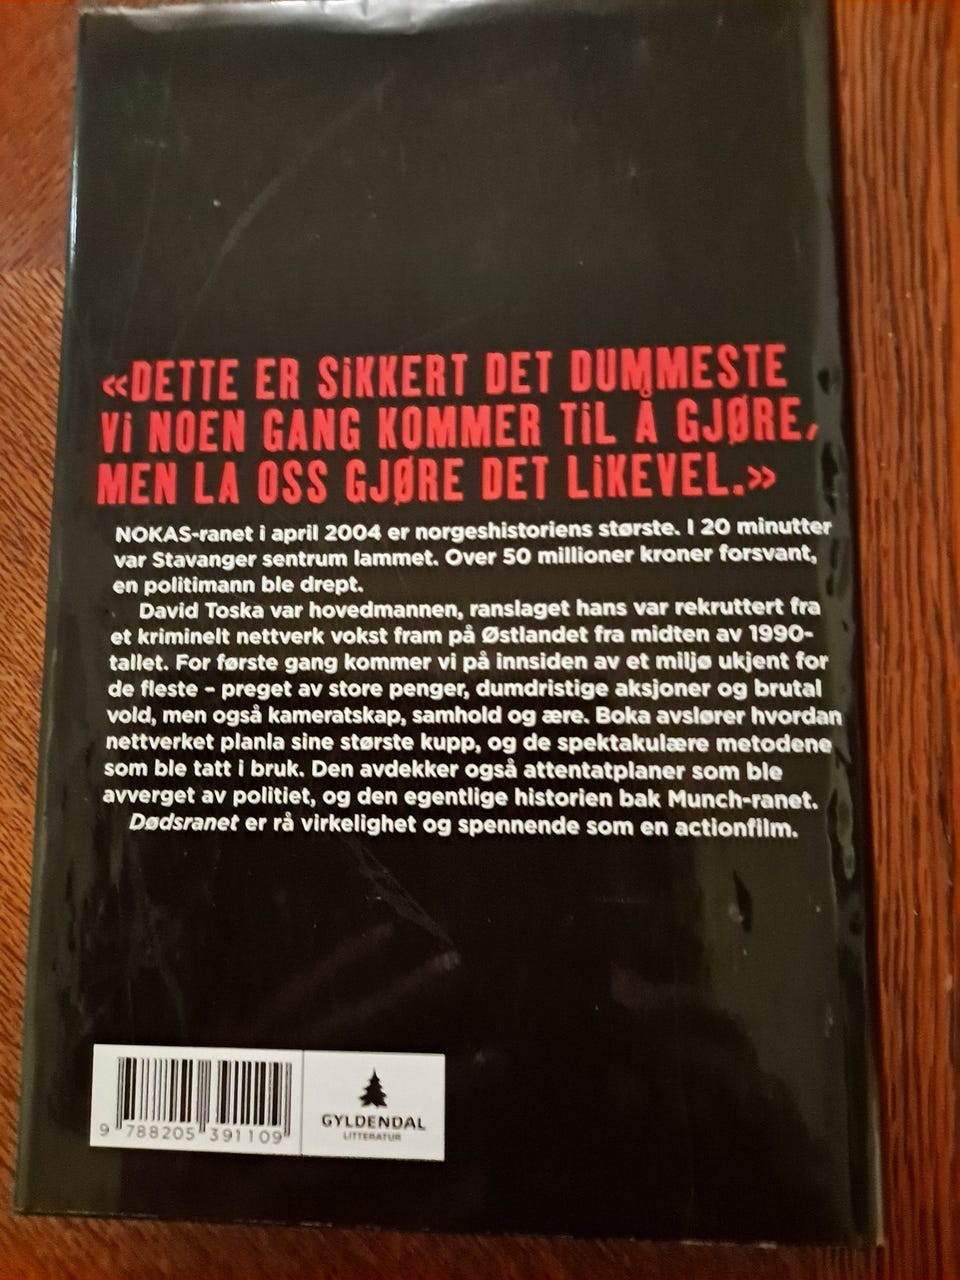 «DETTE ER SiKKERT DET DUMMESTE
Vi NOEN GANG KOMMER TiL Å GJØRE,
MEN LA OSS GJØRE DET LiKEVEL.»
NOKAS-ranet i april 2004 er norgeshistoriens største. I 20 minutter
var Stavanger sentrum lammet. Over 50 millioner kroner forsvant,
en politimann ble drept.
David Toska var hovedmannen, ranslaget hans var rekruttert fra
et kriminelt nettverk vokst fram på Østlandet fra midten av 1990-
tallet. For første gang kommer vi på innsiden av et miljø ukjent for
de fleste – preget av store penger, dumdristige aksjoner og brutal
vold, men også kameratskap, samhold og ære. Boka avslører hvordan
nettverket planla sine største kupp, og de spektakulære metodene
som ble tatt i bruk. Den avdekker også attentatplaner som ble
avverget av politiet, og den egentlige historien bak Munch-ranet.
Dødsranet er rå virkelighet og spennende som en actionfilm.
9 788205 391109
GYLDENDAL
LITTERATUR